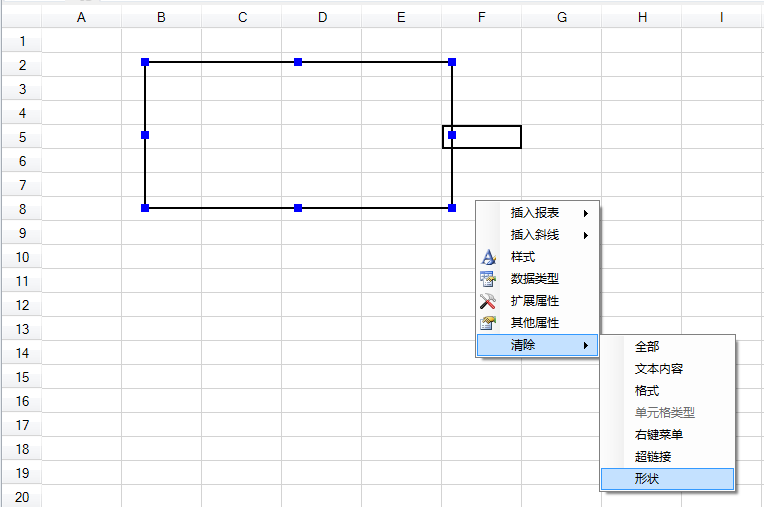 A B C D E F G H I
1
2
3
4
5
6
7
8
9
10
11
12
13
14
15
16
17
18
19
20
插入报表
插入斜线
样式
数据类型
扩展属性
其他属性
清除
全部
文本内容
格式
单元格类型
右键菜单
超链接
形状